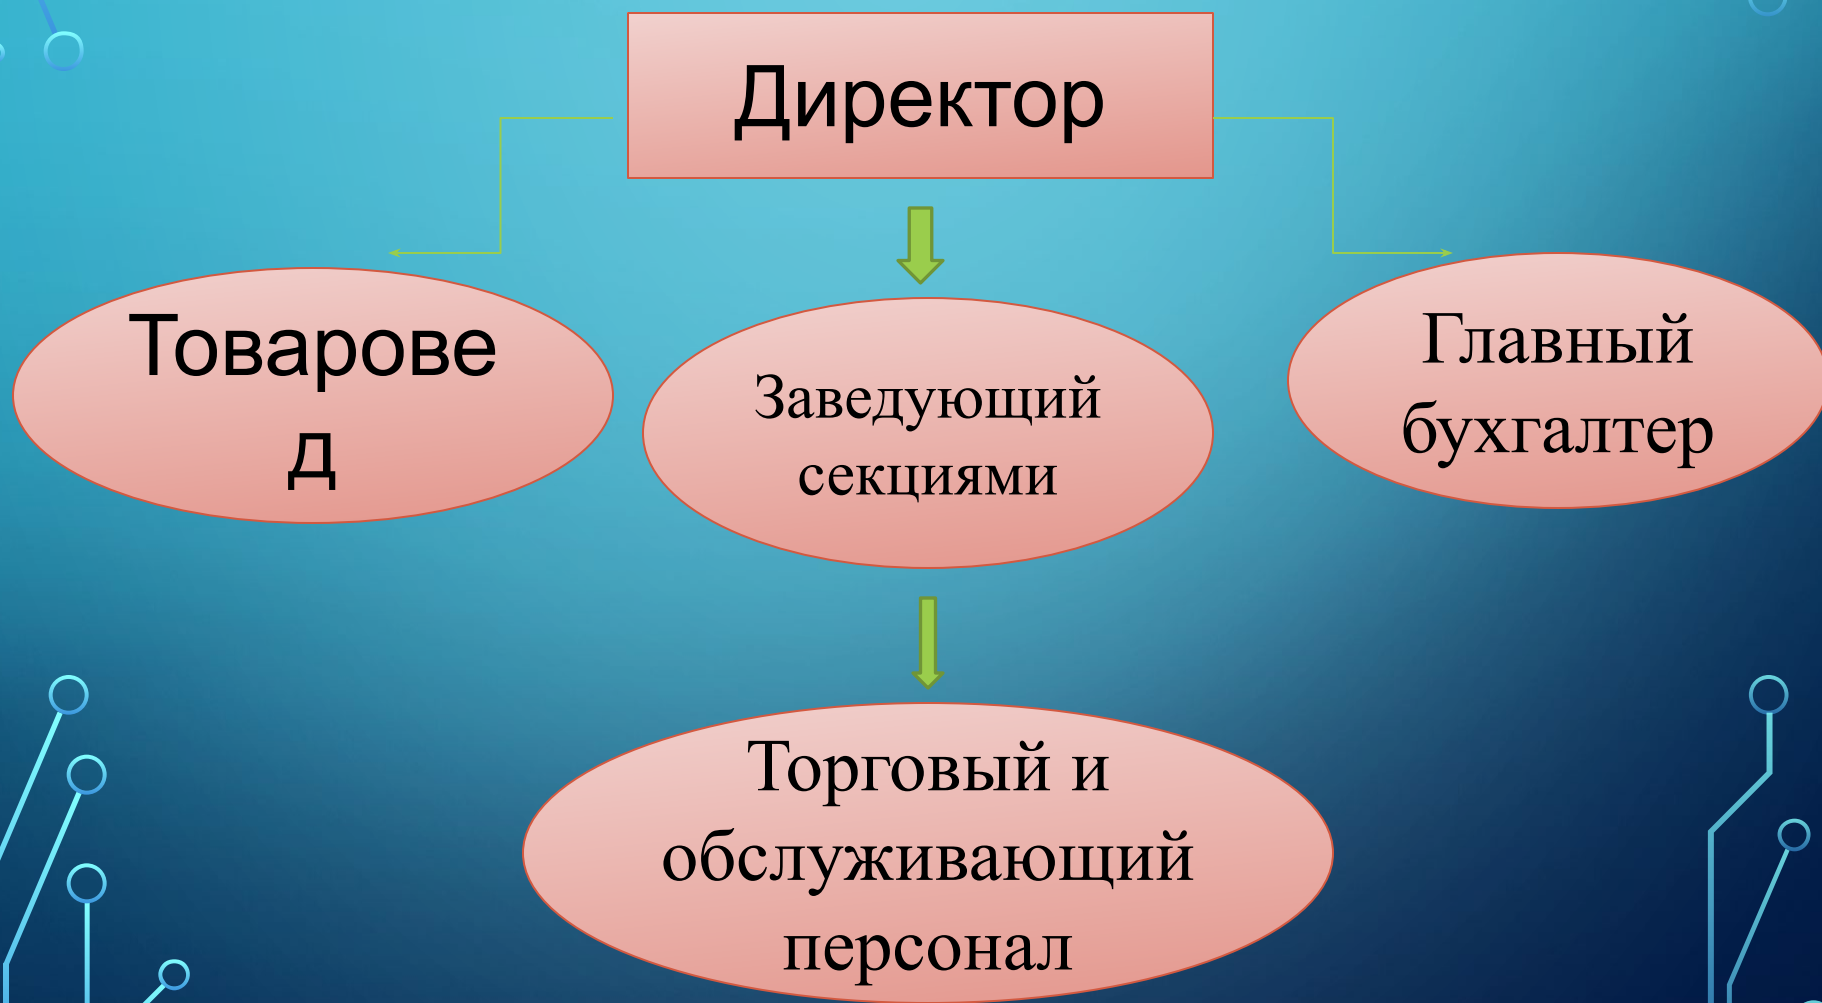 Директор
Товарове
д
Заведующий
секциями
Главный
бухгалтер
Торговый и
обслуживающий
персонал